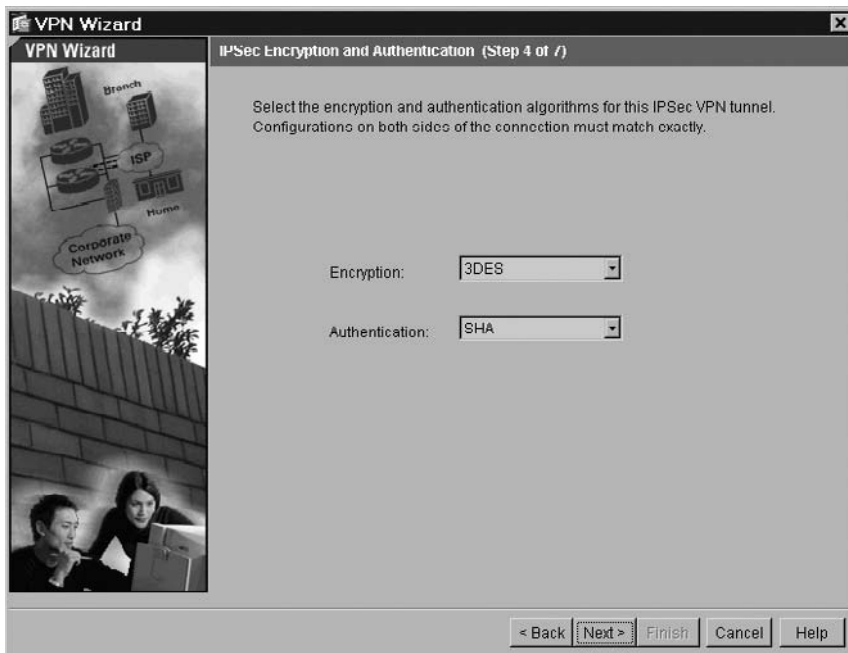 VPN Wizard
VPN Wizard
IPSec Encryption and Authentication (Step 4 of 7)
Branch
ISP
Home
Corporate
Network
Select the encryption and authentication algorithms for this IPSec VPN tunnel.
Configurations on both sides of the connection must match exactly.
Encryption:
3DES
Authentication:
SHA
< Back
Next >
Finish
Cancel
Help